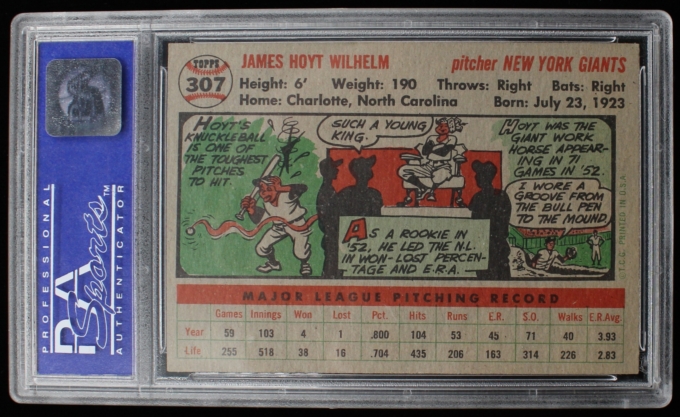 PROFESSIONAL
PSA
Sports™
AUTHENTICATOR
TOPPS
307
JAMES HOYT WILHELM
pitcher NEW YORK GIANTS
Height: 6' Weight: 190 Throws: Right Bats: Right
Home: Charlotte, North Carolina Born: July 23, 1923
HOYT'S
KNUCKLEBALL
IS ONE
OF THE
TOUGHEST
PITCHES
TO HIT.
SUCH A YOUNG
KING.
AS A ROOKIE IN
'52, HE LED THE N.L.
IN WON-LOST PERCEN-
TAGE AND E.R.A.
HOYT WAS THE
GIANT WORK
HORSE APPEAR-
ING IN 71
GAMES IN '52.
I WORE A
GROOVE FROM
THE BULL PEN
TO THE MOUND.
T.C.G. PRINTED IN U.S.A.
MAJOR LEAGUE PITCHING RECORD
Games Innings Won Lost Pct. Hits Runs E.R. S.O. Walks E.R.Avg.
Year 59 103 4 1 .800 104 53 45 71 40 3.93
Life 255 518 38 16 .704 435 206 163 314 226 2.83